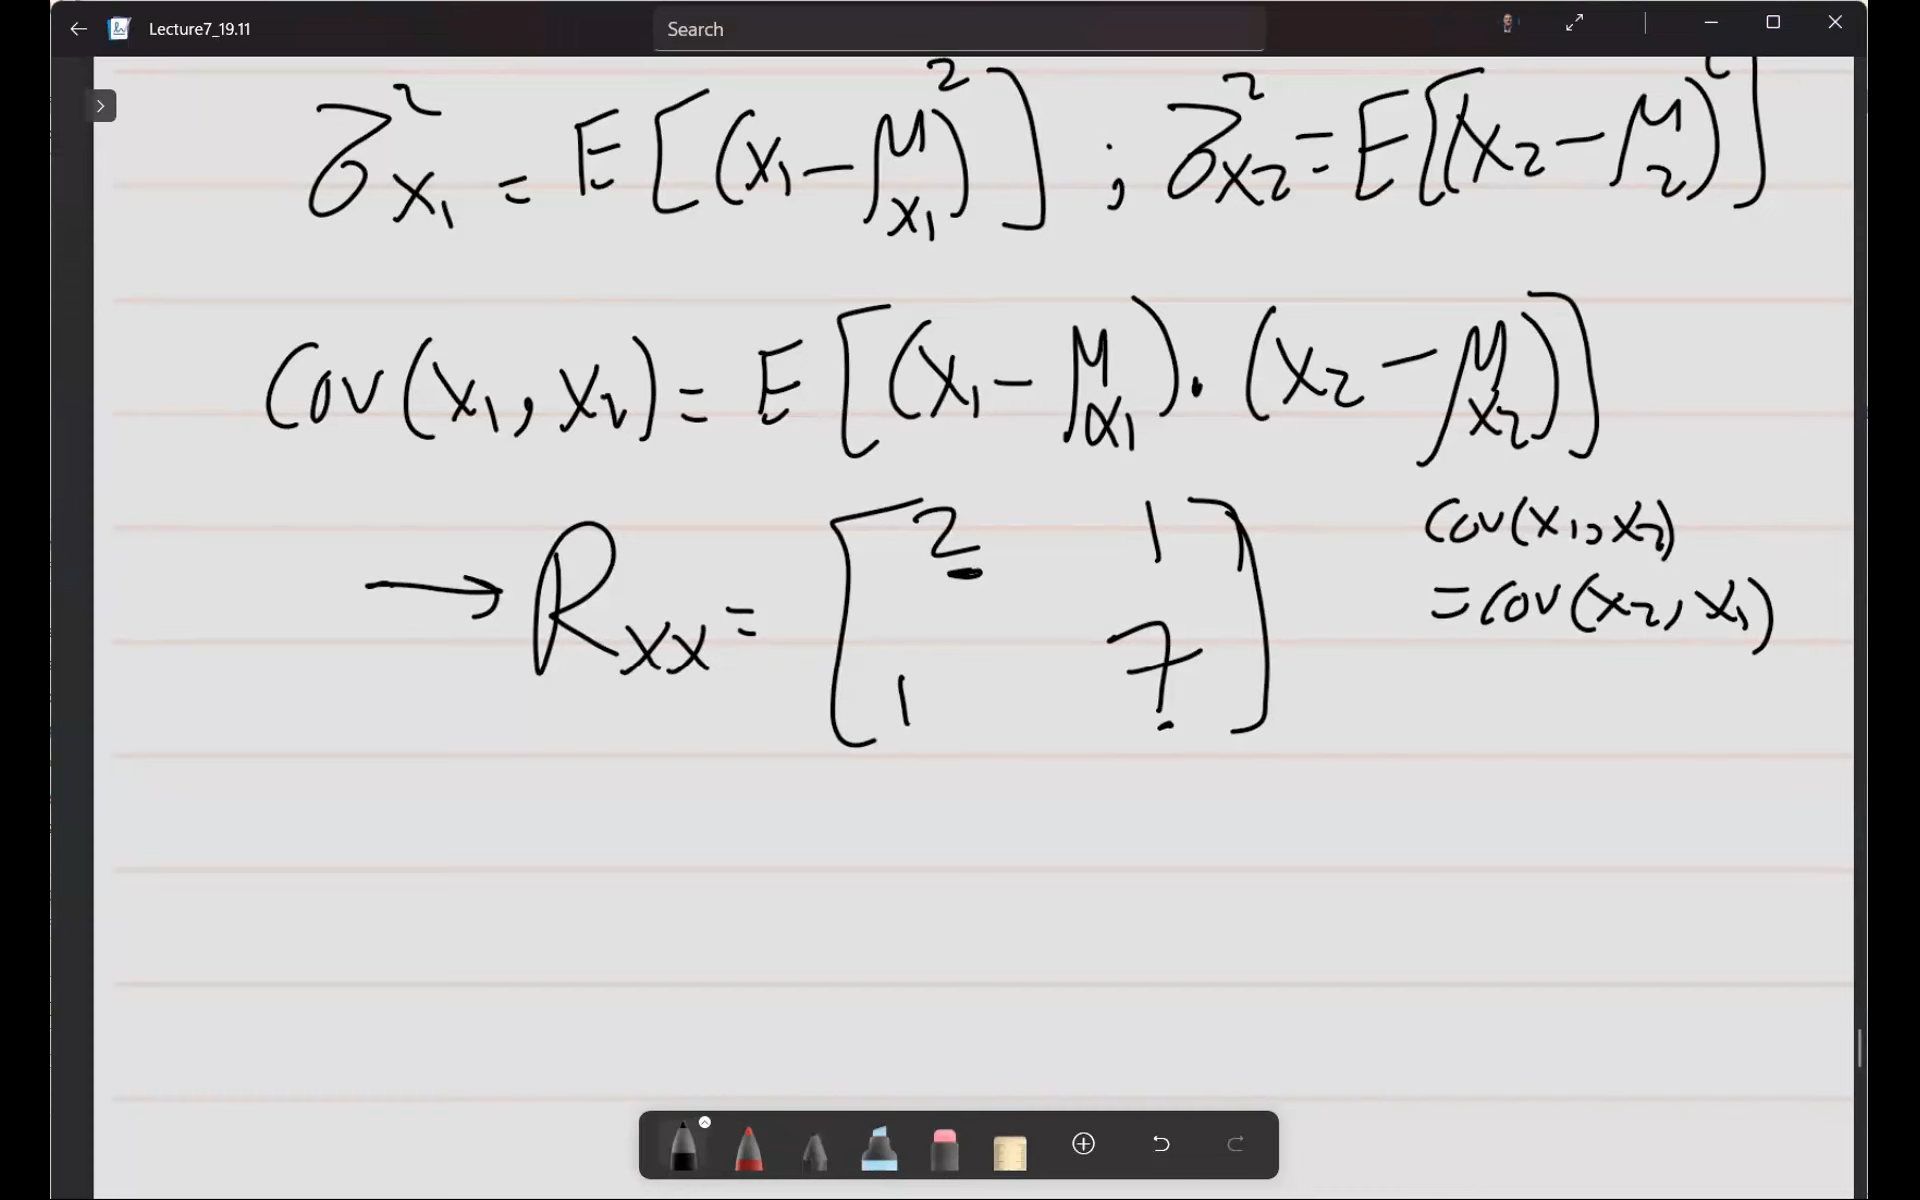 Lecture7_19.11
Search
σ²x₁ = E[(x₁-μx₁)²] ; σ²x₂ = E[(x₂-μ₂)²]
Cov(x₁, x₂) = E[(x₁-μx₁)·(x₂-μx₂)]
→ Rxx = [2 1
1 7]
Cov(x₁, x₂)
= Cov(x₂, x₁)